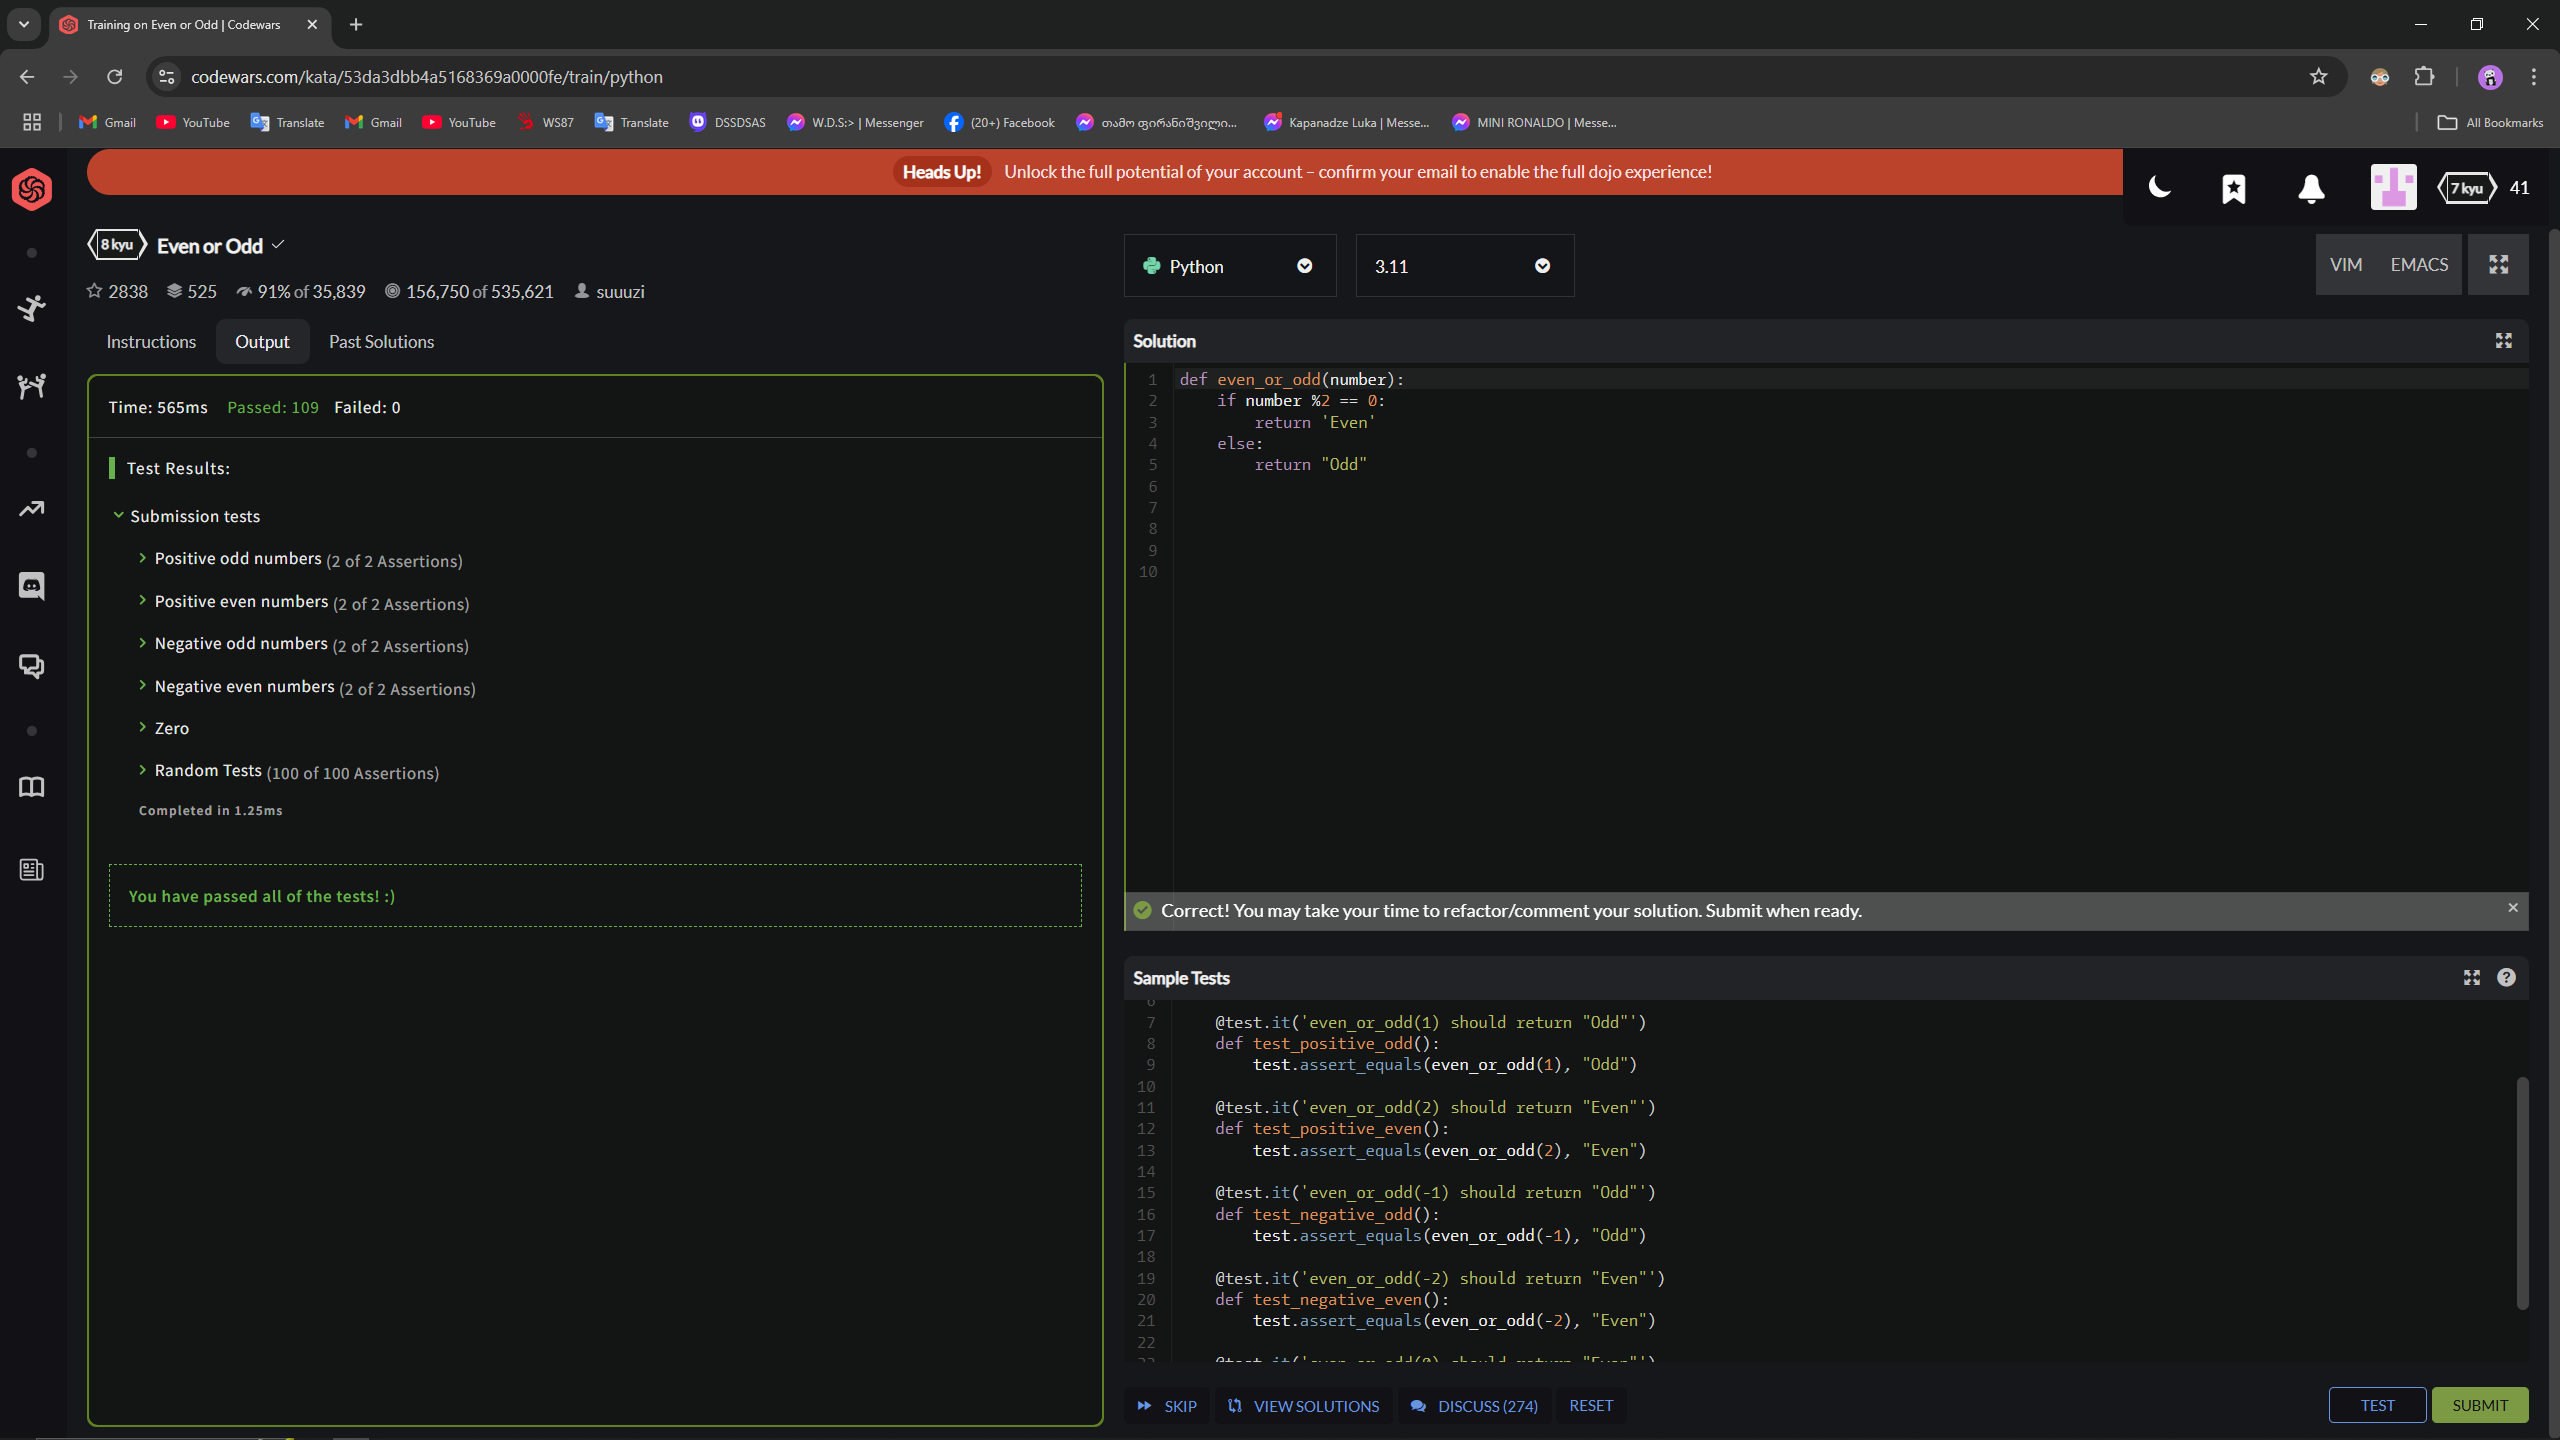 Training on Even or Odd | Codewars
codewars.com/kata/53da3dbb4a5168369a0000fe/train/python
Gmail YouTube Translate Gmail YouTube WS87 Translate DSSDSAS W.D.S:> | Messenger (20+) Facebook თამო ფირანიშვილი... Kapanadze Luka | Messe... MINI RONALDO | Messe... All Bookmarks
Heads Up! Unlock the full potential of your account – confirm your email to enable the full dojo experience!
7 kyu 41
8 kyu Even or Odd
2838 525 91% of 35,839 156,750 of 535,621 suuuzi
Python 3.11 VIM EMACS
Instructions Output Past Solutions
Time: 565ms Passed: 109 Failed: 0
Test Results:
Submission tests
Positive odd numbers (2 of 2 Assertions)
Positive even numbers (2 of 2 Assertions)
Negative odd numbers (2 of 2 Assertions)
Negative even numbers (2 of 2 Assertions)
Zero
Random Tests (100 of 100 Assertions)
Completed in 1.25ms
You have passed all of the tests! :)
Solution
1 def even_or_odd(number):
2     if number %2 == 0:
3         return 'Even'
4     else:
5         return "Odd"
6
7
8
9
10
Correct! You may take your time to refactor/comment your solution. Submit when ready.
Sample Tests
7     @test.it('even_or_odd(1) should return "Odd"')
8     def test_positive_odd():
9         test.assert_equals(even_or_odd(1), "Odd")
10
11     @test.it('even_or_odd(2) should return "Even"')
12     def test_positive_even():
13         test.assert_equals(even_or_odd(2), "Even")
14
15     @test.it('even_or_odd(-1) should return "Odd"')
16     def test_negative_odd():
17         test.assert_equals(even_or_odd(-1), "Odd")
18
19     @test.it('even_or_odd(-2) should return "Even"')
20     def test_negative_even():
21         test.assert_equals(even_or_odd(-2), "Even")
22
SKIP VIEW SOLUTIONS DISCUSS (274) RESET TEST SUBMIT